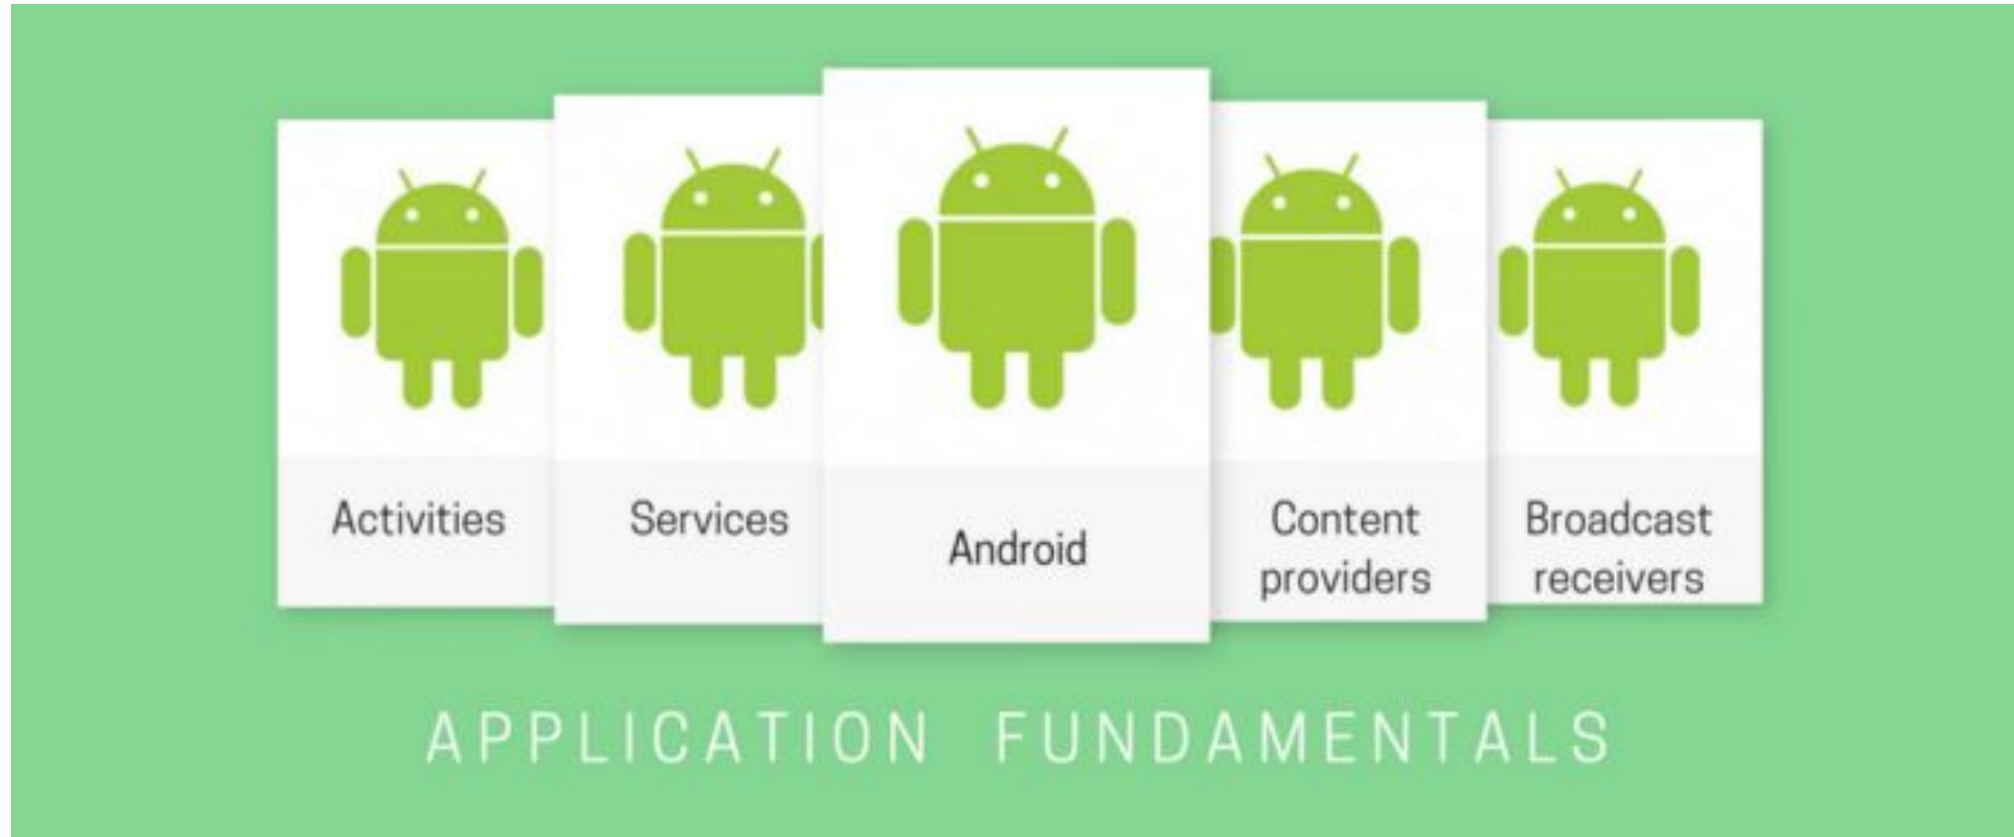 Activities
Services
Android
Content
providers
Broadcast
receivers
APPLICATION FUNDAMENTALS